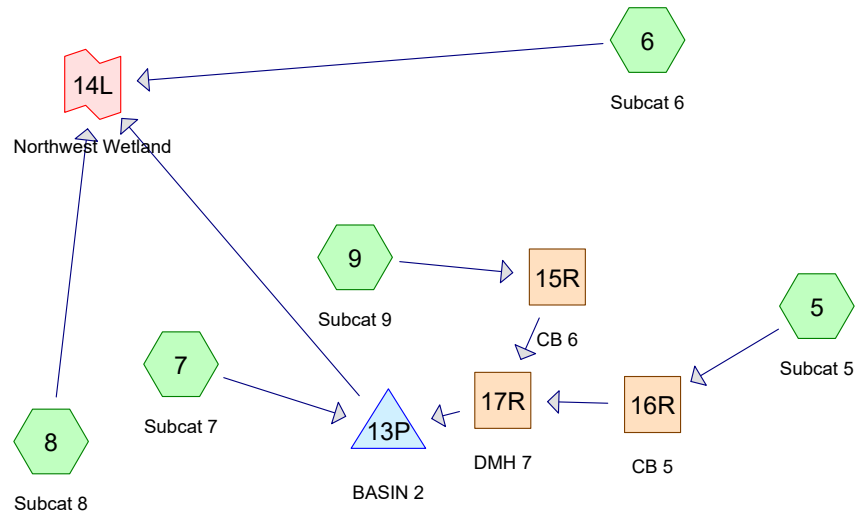 6
Subcat 6
14L
Northwest Wetland
9
Subcat 9
15R
CB 6
5
Subcat 5
7
Subcat 7
8
Subcat 8
13P
BASIN 2
17R
DMH 7
16R
CB 5